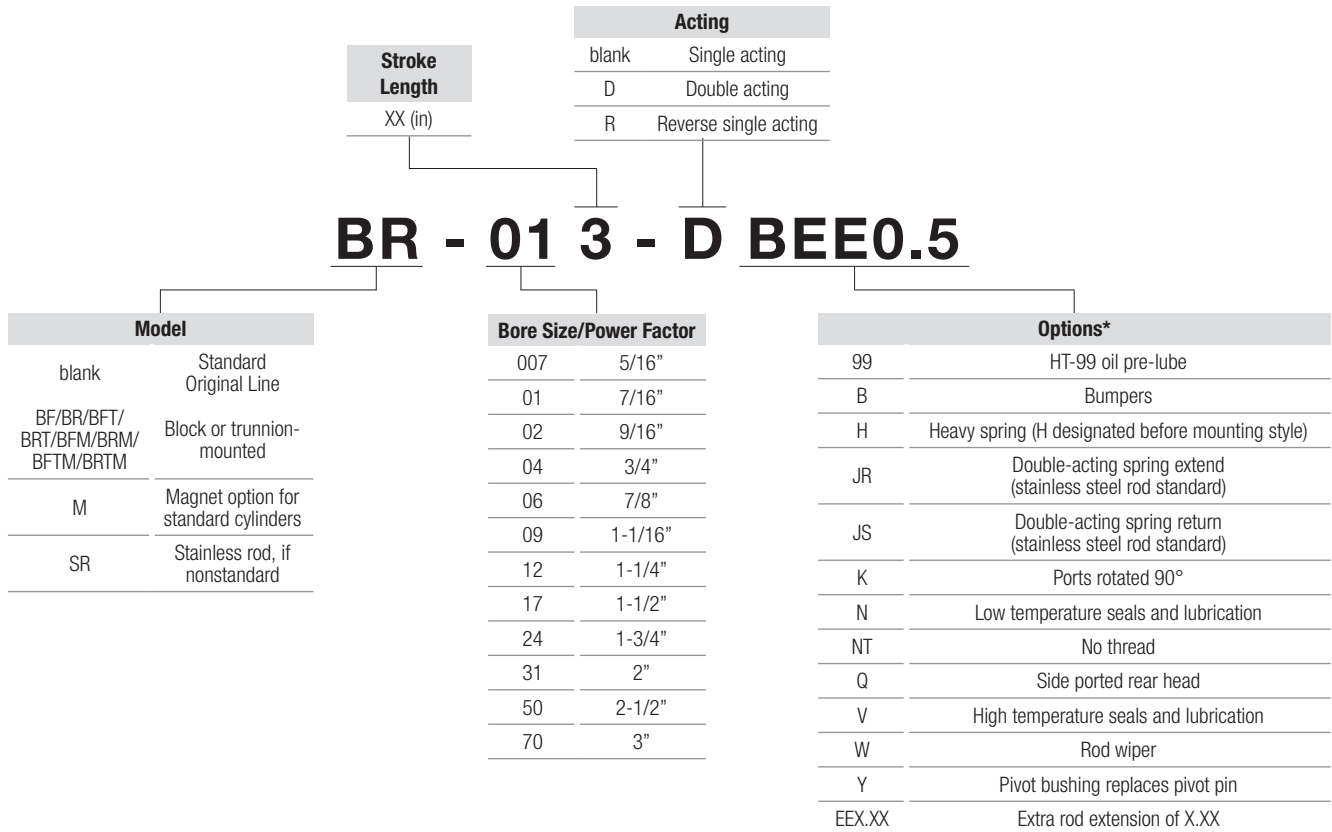 Acting
blank Single acting
D Double acting
R Reverse single acting
Stroke
Length
XX (in)
BR - 01 3 - D BEE0.5
Model
blank Standard
Original Line
BF/BR/BFT/
BRT/BFM/BRM/
BFTM/BRTM
Block or trunnion-
mounted
M Magnet option for
standard cylinders
SR Stainless rod, if
nonstandard
Bore Size/Power Factor
007 5/16”
01 7/16”
02 9/16”
04 3/4”
06 7/8”
09 1-1/16”
12 1-1/4”
17 1-1/2”
24 1-3/4”
31 2”
50 2-1/2”
70 3”
Options*
99 HT-99 oil pre-lube
B Bumpers
H Heavy spring (H designated before mounting style)
JR Double-acting spring extend
(stainless steel rod standard)
JS Double-acting spring return
(stainless steel rod standard)
K Ports rotated 90°
N Low temperature seals and lubrication
NT No thread
Q Side ported rear head
V High temperature seals and lubrication
W Rod wiper
Y Pivot bushing replaces pivot pin
EEX.XX Extra rod extension of X.XX